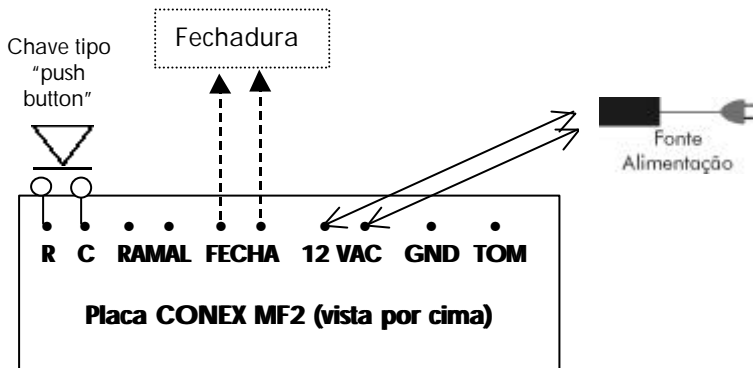 Fechadura
Chave tipo
“push
button”
Fonte
Alimentação
R C RAMAL FECHA 12 VAC GND TOM
Placa CONEX MF2 (vista por cima)